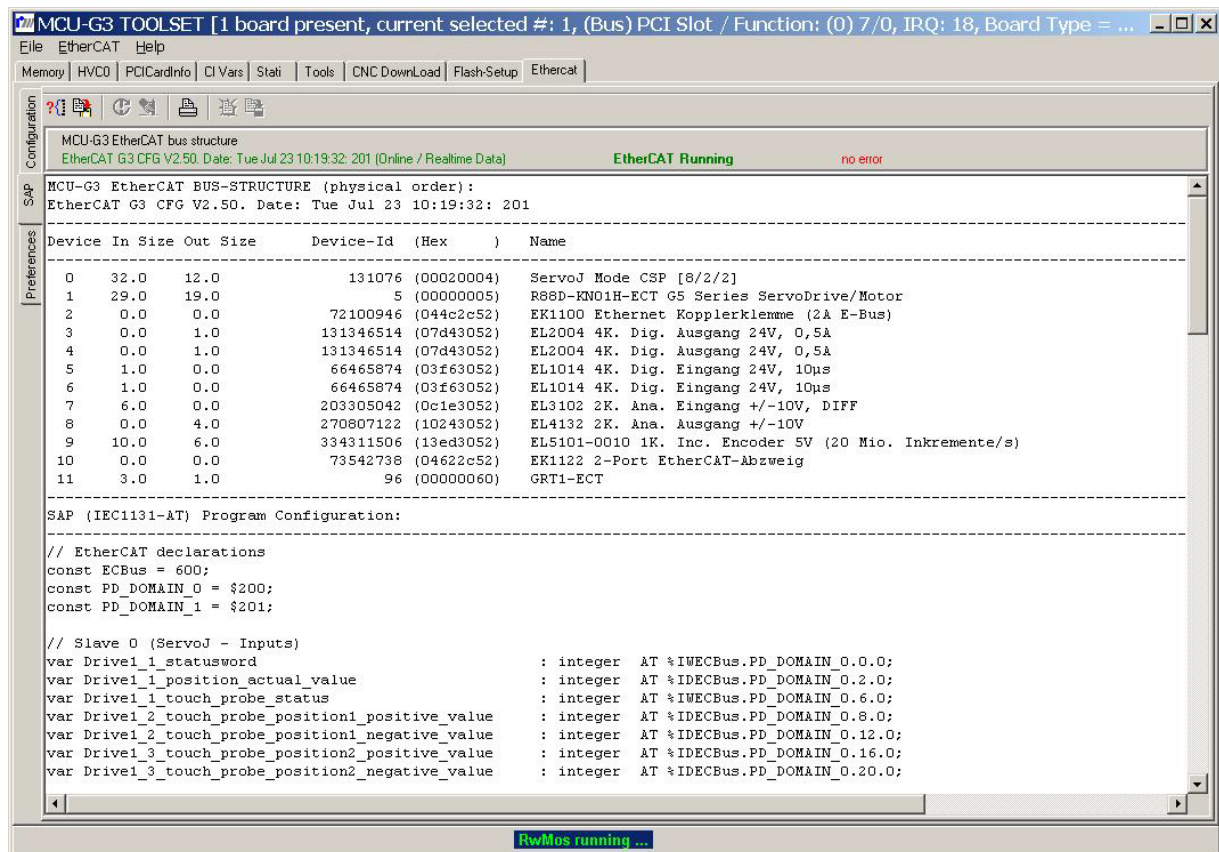 MCU-G3 TOOLSET [1 board present, current selected #: 1, (Bus) PCI Slot / Function: (0) 7/0, IRQ: 18, Board Type = ...
File EtherCAT Help
Memory HVC0 PCICardInfo CI Vars Stati Tools CNC DownLoad Flash-Setup Ethercat
Configuration
SAP
Preferences
MCU-G3 EtherCAT bus structure
EtherCAT G3 CFG V2.50. Date: Tue Jul 23 10:19:32: 201 (Online / Realtime Data) EtherCAT Running no error
MCU-G3 EtherCAT BUS-STRUCTURE (physical order):
EtherCAT G3 CFG V2.50. Date: Tue Jul 23 10:19:32: 201
Device In Size Out Size Device-Id (Hex ) Name
0 32.0 12.0 131076 (00020004) ServoJ Mode CSP [8/2/2]
1 29.0 19.0 5 (00000005) R88D-KN01H-ECT G5 Series ServoDrive/Motor
2 0.0 0.0 72100946 (044c2c52) EK1100 Ethernet Kopplerklemme (2A E-Bus)
3 0.0 1.0 131346514 (07d43052) EL2004 4K. Dig. Ausgang 24V, 0,5A
4 0.0 1.0 131346514 (07d43052) EL2004 4K. Dig. Ausgang 24V, 0,5A
5 1.0 0.0 66465874 (03f63052) EL1014 4K. Dig. Eingang 24V, 10µs
6 1.0 0.0 66465874 (03f63052) EL1014 4K. Dig. Eingang 24V, 10µs
7 6.0 0.0 203305042 (0c1e3052) EL3102 2K. Ana. Eingang +/-10V, DIFF
8 0.0 4.0 270807122 (10243052) EL4132 2K. Ana. Ausgang +/-10V
9 10.0 6.0 334311506 (13ed3052) EL5101-0010 1K. Inc. Encoder 5V (20 Mio. Inkremente/s)
10 0.0 0.0 73542738 (04622c52) EK1122 2-Port EtherCAT-Abzweig
11 3.0 1.0 96 (00000060) GRT1-ECT
SAP (IEC1131-AT) Program Configuration:
// EtherCAT declarations
const ECBus = 600;
const PD_DOMAIN_0 = $200;
const PD_DOMAIN_1 = $201;
// Slave 0 (ServoJ - Inputs)
var Drive1_1_statusword : integer AT %IWECBus.PD_DOMAIN_0.0.0;
var Drive1_1_position_actual_value : integer AT %IDECBus.PD_DOMAIN_0.2.0;
var Drive1_1_touch_probe_status : integer AT %IWECBus.PD_DOMAIN_0.6.0;
var Drive1_2_touch_probe_position1_positive_value : integer AT %IDECBus.PD_DOMAIN_0.8.0;
var Drive1_2_touch_probe_position1_negative_value : integer AT %IDECBus.PD_DOMAIN_0.12.0;
var Drive1_3_touch_probe_position2_positive_value : integer AT %IDECBus.PD_DOMAIN_0.16.0;
var Drive1_3_touch_probe_position2_negative_value : integer AT %IDECBus.PD_DOMAIN_0.20.0;
RwMos running ...